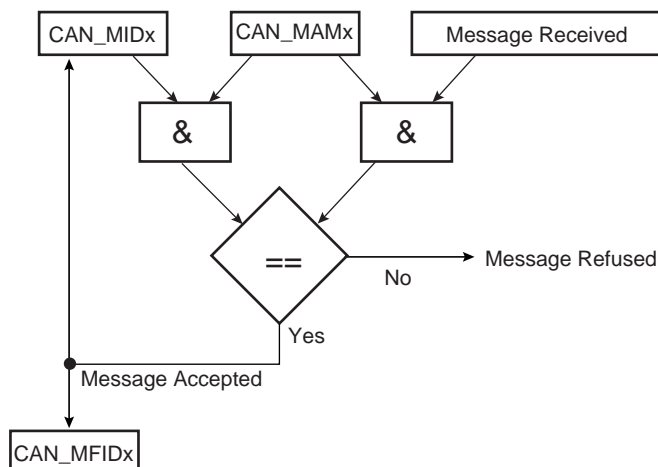 CAN_MIDx
CAN_MAMx
Message Received
&
&
==
No
Message Refused
Yes
Message Accepted
CAN_MFIDx